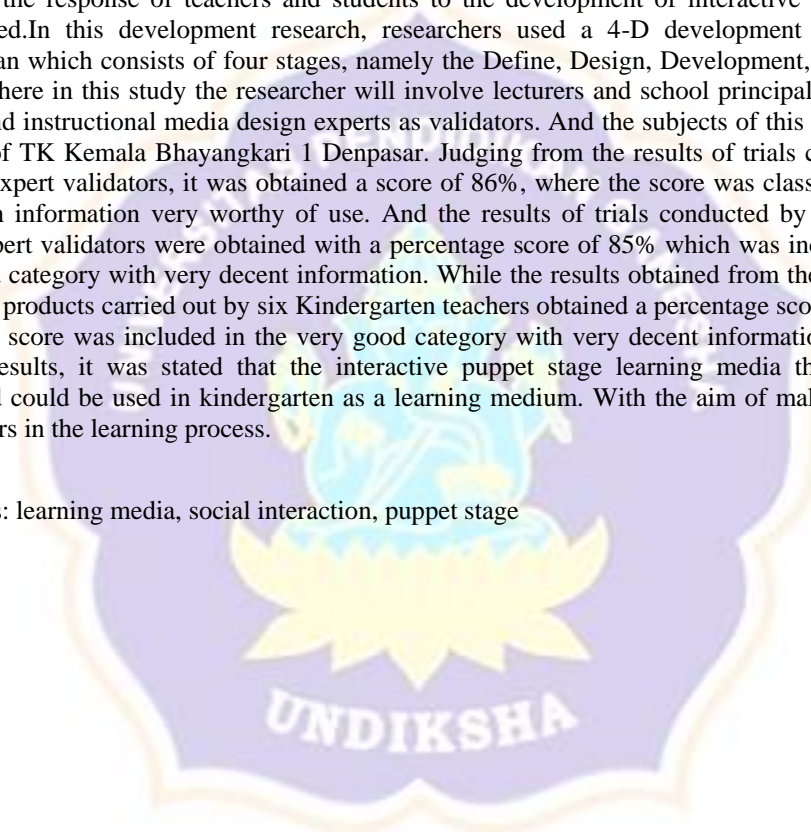 the response of teachers and students to the development of interactive
ed.In this development research, researchers used a 4-D development
an which consists of four stages, namely the Define, Design, Development,
here in this study the researcher will involve lecturers and school principal
nd instructional media design experts as validators. And the subjects of this
of TK Kemala Bhayangkari 1 Denpasar. Judging from the results of trials c
expert validators, it was obtained a score of 86%, where the score was class
n information very worthy of use. And the results of trials conducted by
pert validators were obtained with a percentage score of 85% which was in
category with very decent information. While the results obtained from the
products carried out by six Kindergarten teachers obtained a percentage sco
score was included in the very good category with very decent informatio
results, it was stated that the interactive puppet stage learning media th
d could be used in kindergarten as a learning medium. With the aim of mak
rs in the learning process.
s: learning media, social interaction, puppet stage
UNIVERSITAS PENDIDIKAN GANESHA
UNDIKSHA